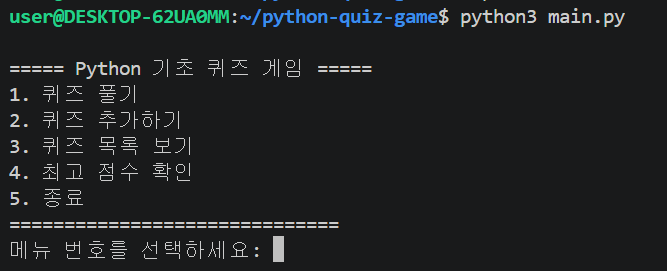 user@DESKTOP-62UA0MM:~/python-quiz-game$ python3 main.py
===== Python 기초 퀴즈 게임 =====
1. 퀴즈 풀기
2. 퀴즈 추가하기
3. 퀴즈 목록 보기
4. 최고 점수 확인
5. 종료
==============================
메뉴 번호를 선택하세요: